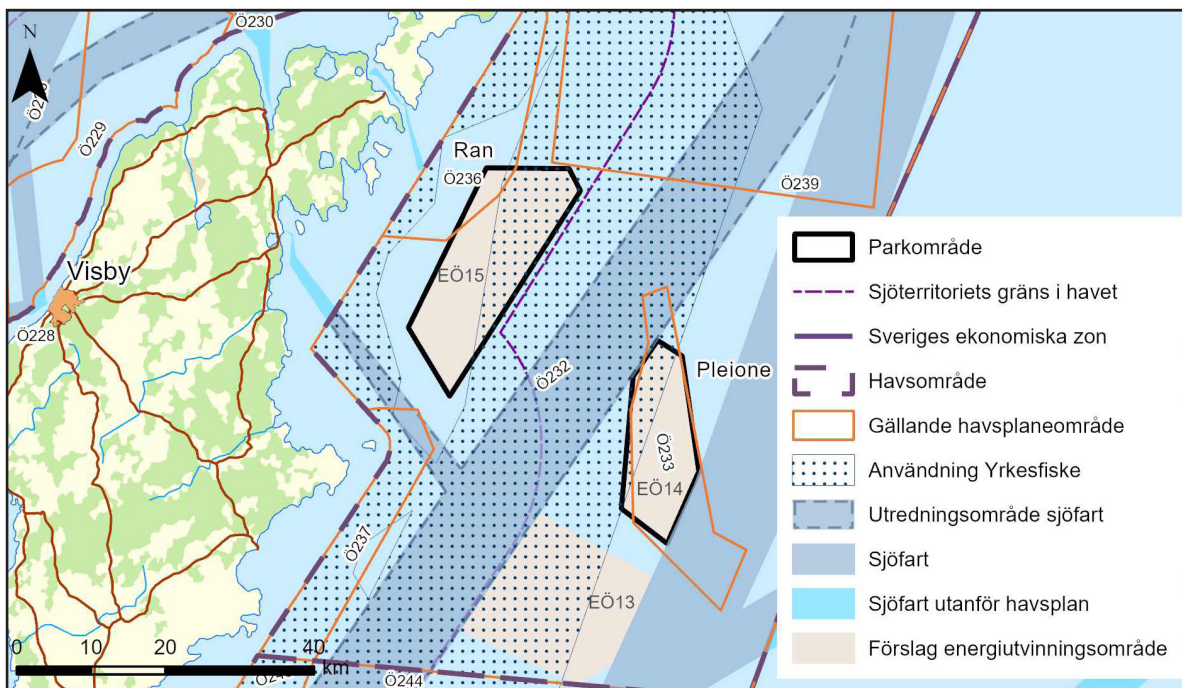 N
Ö230
Ö229
Ran
Ö236
Ö239
EÖ15
Visby
Ö228
Ö232
Pleione
Ö233
EÖ14
Ö237
EÖ13
Ö244
0 10 20 40
km
Parkområde
Sjöterritoriets gräns i havet
Sveriges ekonomiska zon
Havsområde
Gällande havsplaneområde
Användning Yrkesfiske
Utredningsområde sjöfart
Sjöfart
Sjöfart utanför havsplan
Förslag energiutvinningsområde